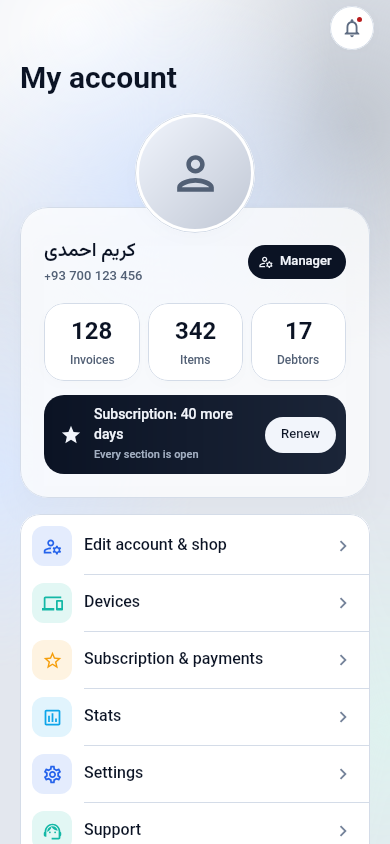 My account
کریم احمدی
+93 700 123 456
Manager
128
Invoices
342
Items
17
Debtors
Subscription: 40 more
days
Every section is open
Renew
Edit account & shop
Devices
Subscription & payments
Stats
Settings
Support